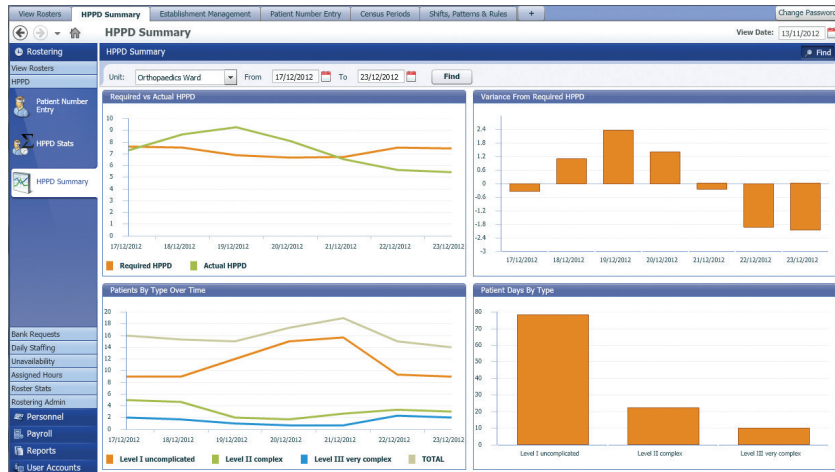 View Rosters HPPD Summary Establishment Management Patient Number Entry Census Periods Shifts, Patterns & Rules + Change Password
HPPD Summary View Date: 13/11/2012
Rostering HPPD Summary Find
View Rosters
HPPD
Patient Number
Entry
HPPD Stats
HPPD Summary
Bank Requests
Daily Staffing
Unavailability
Assigned Hours
Roster Stats
Rostering Admin
Personnel
Payroll
Reports
User Accounts
Unit: Orthopaedics Ward From 17/12/2012 To 23/12/2012 Find
Required vs Actual HPPD
10
9
8
7
6
5
4
3
2
1
0
17/12/2012 18/12/2012 19/12/2012 20/12/2012 21/12/2012 22/12/2012 23/12/2012
Required HPPD Actual HPPD
Variance From Required HPPD
2.4
1.8
1.2
0.6
0
-0.6
-1.2
-1.8
-2.4
-3
17/12/2012 18/12/2012 19/12/2012 20/12/2012 21/12/2012 22/12/2012 23/12/2012
Patients By Type Over Time
20
18
16
14
12
10
8
6
4
2
0
17/12/2012 18/12/2012 19/12/2012 20/12/2012 21/12/2012 22/12/2012 23/12/2012
Level I uncomplicated Level II complex Level III very complex TOTAL
Patient Days By Type
80
70
60
50
40
30
20
10
0
Level I uncomplicated Level II complex Level III very complex